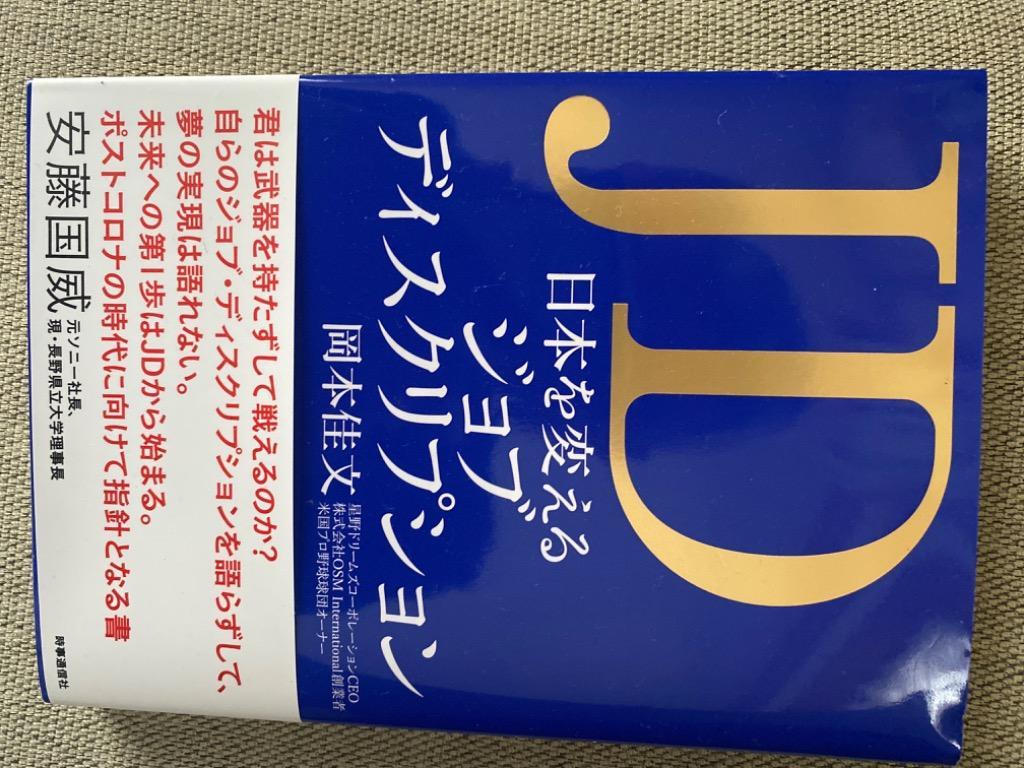 JD
日本を変える
ジョブ
ディスクリプション
岡本佳文
星野ドリームズコーポレーションCEO
株式会社OSM International創業者
米国プロ野球球団オーナー
君は武器を持たずして戦えるのか?
自らのジョブ・ディスクリプションを語らずして、
夢の実現は語れない。
未来への第1歩はJDから始まる。
ポストコロナの時代に向けて指針となる書
安藤国威 元ソニー社長、
現・長野県立大学理事長
時事通信社